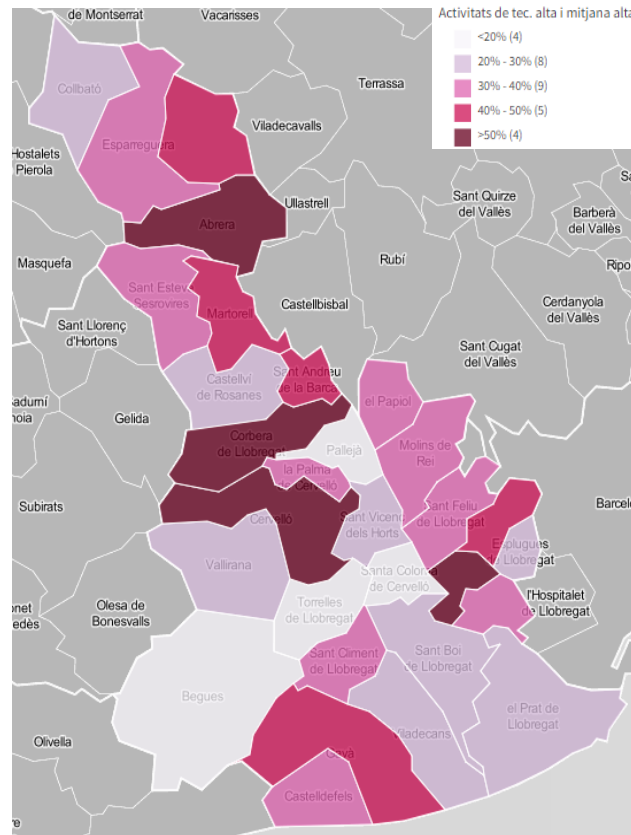 de Montserrat
Vacarisses
Activitats de tec. alta i mitjana alta
<20% (4)
20% - 30% (8)
30% - 40% (9)
40% - 50% (5)
>50% (4)
Collbató
Terrassa
Viladecavalls
Esparreguera
Hostalets
Pierola
Ullastrell
Sant Quirze
del Vallès
Barberà
del Vallès
Abrera
Masquefa
Rubí
Ripo
Sant Esteve
Sesrovires
Martorell
Castellbisbal
Cerdanyola
del Vallès
Sant Llorenç
d'Hortons
Sant Cugat
del Vallès
Castellví
de Rosanes
Sant Andreu
de la Barca
el Papiol
Gelida
Corbera
de Llobregat
Pallejà
Molins de
Rei
la Palma
de Cervelló
Subirats
Cervelló
Sant Vicenç
dels Horts
Sant Feliu
de Llobregat
Barcel
Esplugues
de Llobregat
Vallirana
Santa Coloma
de Cervelló
l'Hospitalet
de Llobregat
Olesa de
Bonesvalls
Torrelles
de Llobregat
Sant Climent
de Llobregat
Sant Boi
de Llobregat
Begues
el Prat de
Llobregat
Viladecans
Olivella
Gavà
Castelldefels